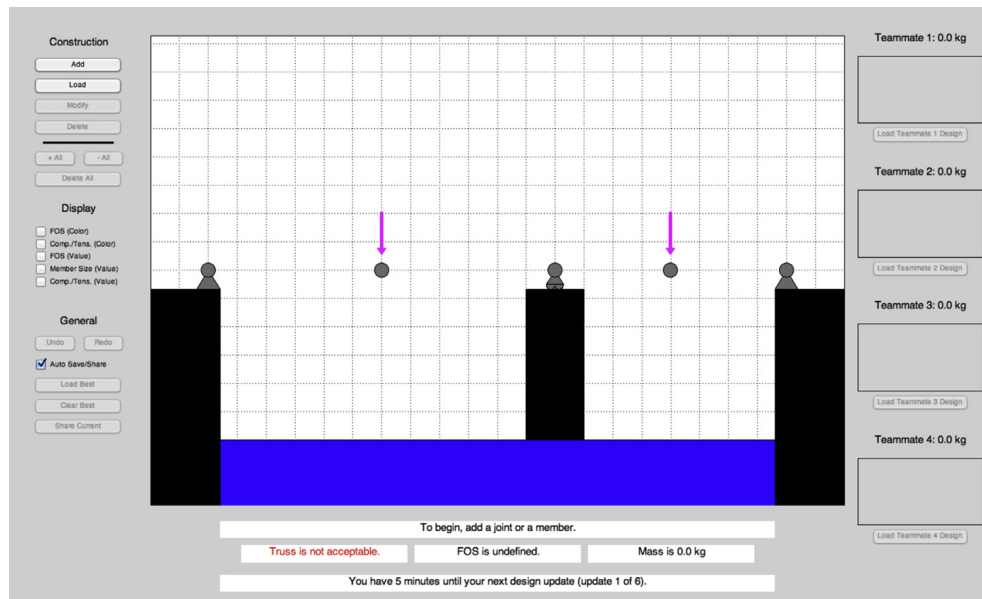 Construction
Add
Load
Modify
Delete
+ All
- All
Delete All
Display
FOS (Color)
Comp./Tens. (Color)
FOS (Value)
Member Size (Value)
Comp./Tens. (Value)
General
Undo
Redo
Auto Save/Share
Load Best
Clear Best
Share Current
To begin, add a joint or a member.
Truss is not acceptable.
FOS is undefined.
Mass is 0.0 kg
You have 5 minutes until your next design update (update 1 of 6).
Teammate 1: 0.0 kg
Load Teammate 1 Design
Teammate 2: 0.0 kg
Load Teammate 2 Design
Teammate 3: 0.0 kg
Load Teammate 3 Design
Teammate 4: 0.0 kg
Load Teammate 4 Design